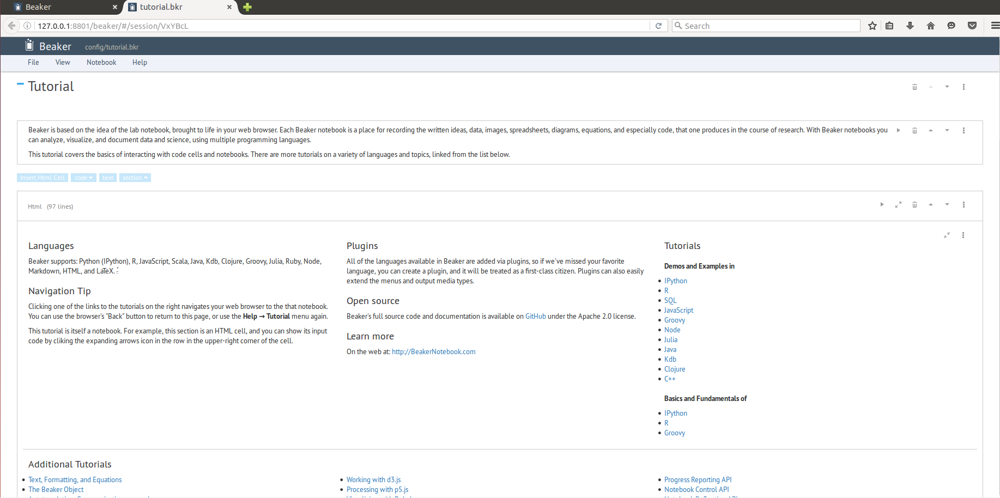 Beaker
tutorial.bkr
127.0.0.1:8801/beaker/#/session/VxYBcL
Search
Beaker config/tutorial.bkr
File View Notebook Help
Tutorial
Beaker is based on the idea of the lab notebook, brought to life in your web browser. Each Beaker notebook is a place for recording the written ideas, data, images, spreadsheets, diagrams, equations, and especially code, that one produces in the course of research. With Beaker notebooks you
can analyze, visualize, and document data and science, using multiple programming languages.
This tutorial covers the basics of interacting with code cells and notebooks. There are more tutorials on a variety of languages and topics, linked from the list below.
Insert Html Cell code text section
Html (97 lines)
Languages
Beaker supports: Python (IPython), R, JavaScript, Scala, Java, Kdb, Clojure, Groovy, Julia, Ruby, Node,
Markdown, HTML, and LaTeX.
Navigation Tip
Clicking one of the links to the tutorials on the right navigates your web browser to the that notebook.
You can use the browser's "Back" button to return to this page, or use the Help → Tutorial menu again.
This tutorial is itself a notebook. For example, this section is an HTML cell, and you can show its input
code by cliking the expanding arrows icon in the row in the upper-right corner of the cell.
Plugins
All of the languages available in Beaker are added via plugins, so if we've missed your favorite
language, you can create a plugin, and it will be treated as a first-class citizen. Plugins can also easily
extend the menus and output media types.
Open source
Beaker's full source code and documentation is available on GitHub under the Apache 2.0 license.
Learn more
On the web at: http://BeakerNotebook.com
Tutorials
Demos and Examples in
• IPython
• R
• SQL
• JavaScript
• Groovy
• Node
• Julia
• Java
• Kdb
• Clojure
• C++
Basics and Fundamentals of
• IPython
• R
• Groovy
Additional Tutorials
• Text, Formatting, and Equations
• The Beaker Object
• Working with d3.js
• Processing with p5.js
• Progress Reporting API
• Notebook Control API